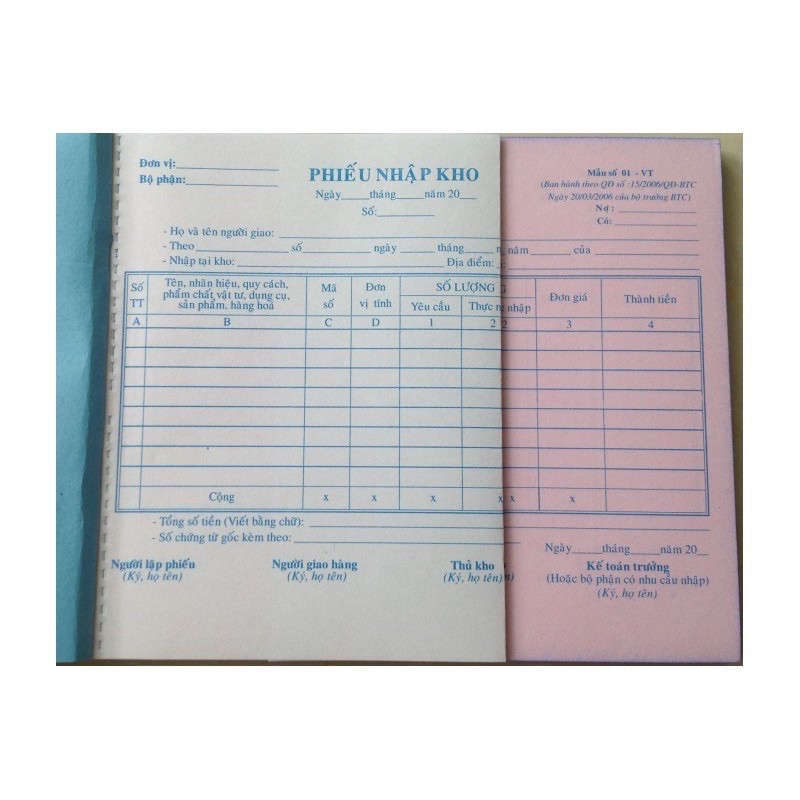 Đơn vị:
Bộ phận:
PHIẾU NHẬP KHO
Ngày tháng năm 20
Số:
Mẫu số 01 - VT
(Ban hành theo QĐ số :15/2006/QĐ-BTC
Ngày 20/03/2006 của bộ trưởng BTC)
Nợ :
Có:
- Họ và tên người giao:
- Theo số ngày tháng n năm của
- Nhập tại kho: Địa điểm:
Số TT
Tên, nhãn hiệu, quy cách,
phẩm chất vật tư, dụng cụ,
sản phẩm, hàng hoá
Mã số
Đơn vị tính
SỐ LƯỢNG G
Yêu cầu
Thực nhập
Đơn giá
Thành tiền
A B C D 1 2 2 3 4
Cộng x x x x x x
- Tổng số tiền (Viết bằng chữ):
- Số chứng từ gốc kèm theo:
Ngày tháng năm 20
Người lập phiếu
(Ký, họ tên)
Người giao hàng
(Ký, họ tên)
Thủ kho
(Ký, họ tên)
Kế toán trưởng
(Hoặc bộ phận có nhu cầu nhập)
(Ký, họ tên)